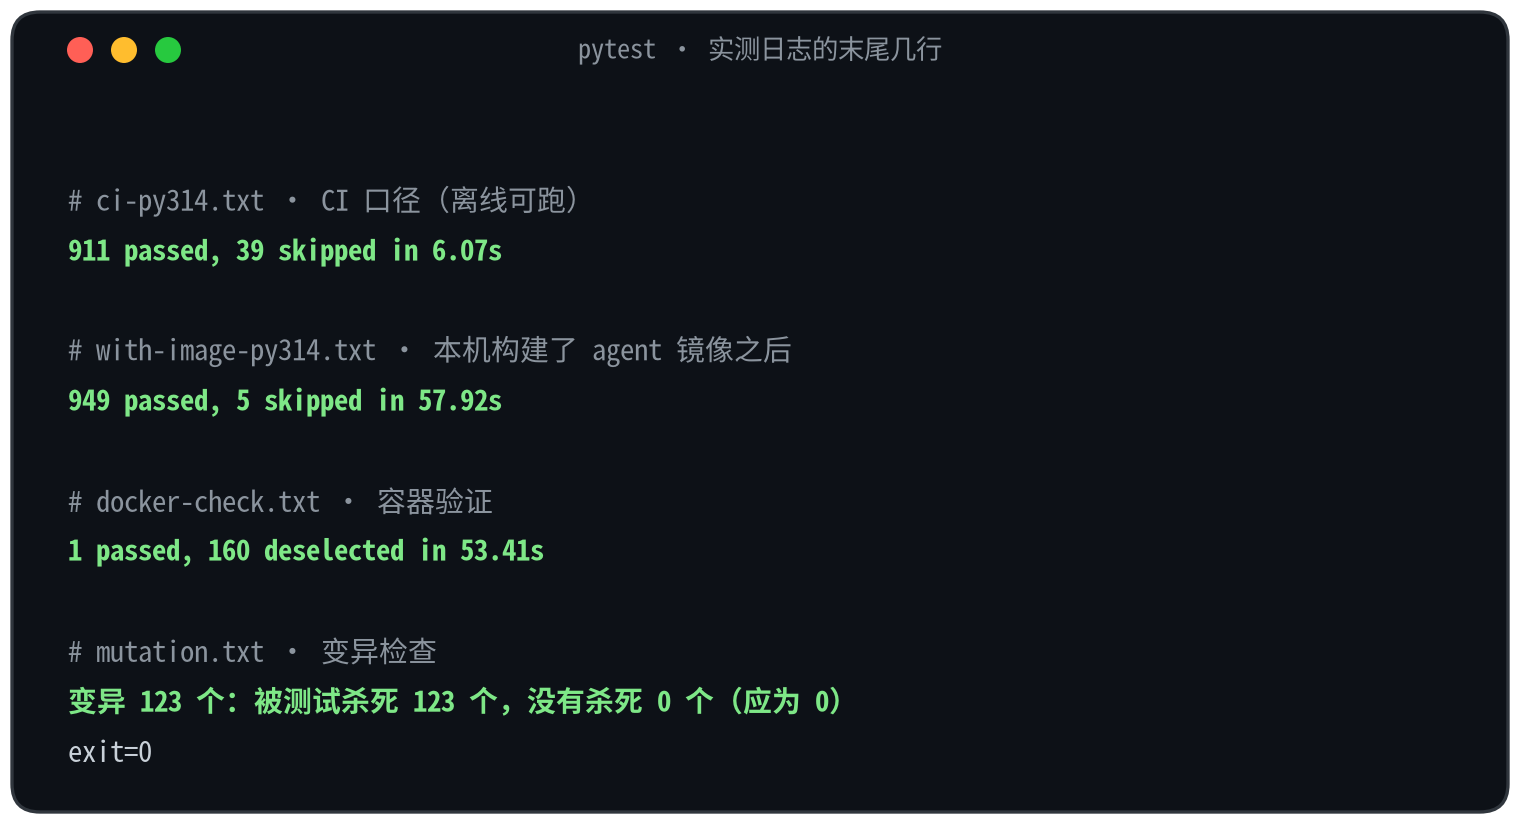 pytest · 实测日志的末尾几行
# ci-py314.txt · CI 口径（离线可跑）
911 passed, 39 skipped in 6.07s
# with-image-py314.txt · 本机构建了 agent 镜像之后
949 passed, 5 skipped in 57.92s
# docker-check.txt · 容器验证
1 passed, 160 deselected in 53.41s
# mutation.txt · 变异检查
变异 123 个：被测试杀死 123 个，没有杀死 0 个（应为 0）
exit=0